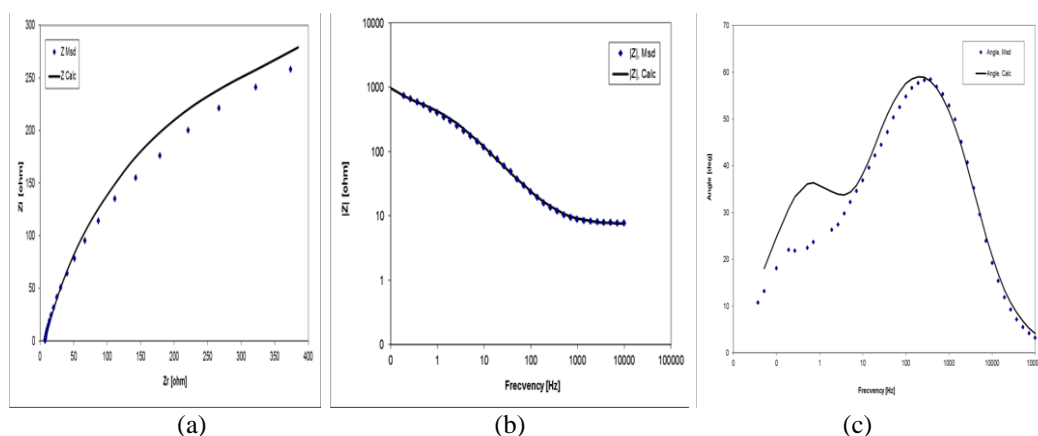 300
250
200
150
100
50
0
Zi [ohm]
Z Msd
Z Calc
0 50 100 150 200 250 300 350 400
Zr [ohm]
10000
1000
100
10
1
0
|Z| [ohm]
|Z|, Msd
|Z|, Calc
0 1 10 100 1000 10000 100000
Frecvency [Hz]
70
60
50
40
30
20
10
0
Angle [deg]
Angle, Msd
Angle, Calc
0 0 1 10 100 1000 10000
Frecvency [Hz]
(a) (b) (c)